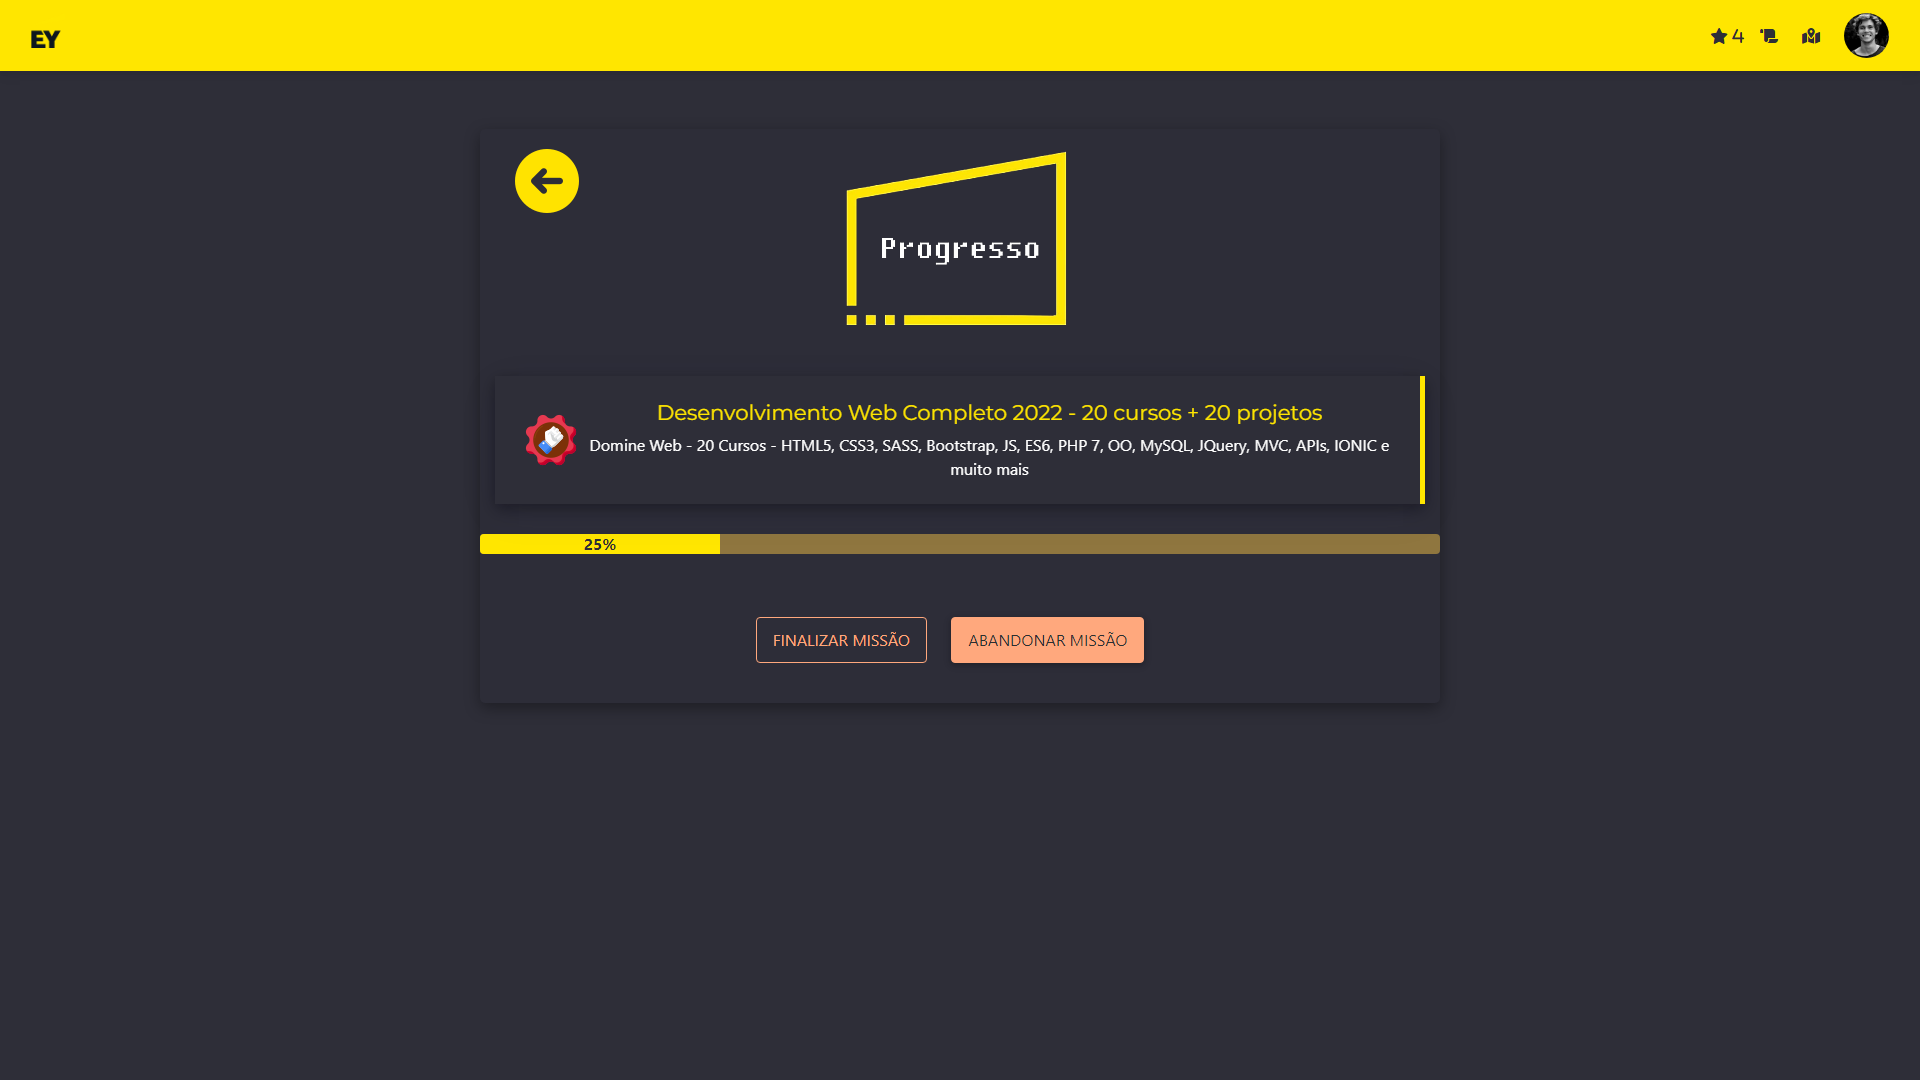 EY
4
Progresso
Desenvolvimento Web Completo 2022 - 20 cursos + 20 projetos
Domine Web - 20 Cursos - HTML5, CSS3, SASS, Bootstrap, JS, ES6, PHP 7, OO, MySQL, JQuery, MVC, APIs, IONIC e
muito mais
25%
FINALIZAR MISSÃO
ABANDONAR MISSÃO